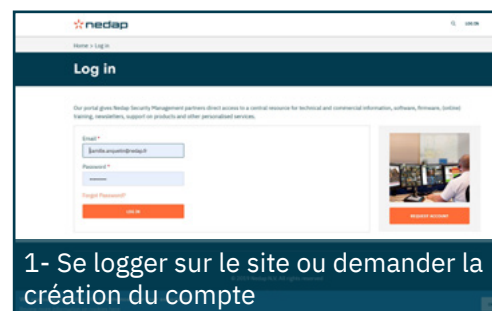 nedap
LOG IN
Home > Log in
Log in
Our portal gives Nedap Security Management partners direct access to a central resource for technical and commercial information, software, firmware, (online)
training, newsletters, support on products and other personalised services.
Email *
Password *
Forgot Password?
LOG IN
REQUEST ACCOUNT
1- Se logger sur le site ou demander la
création du compte